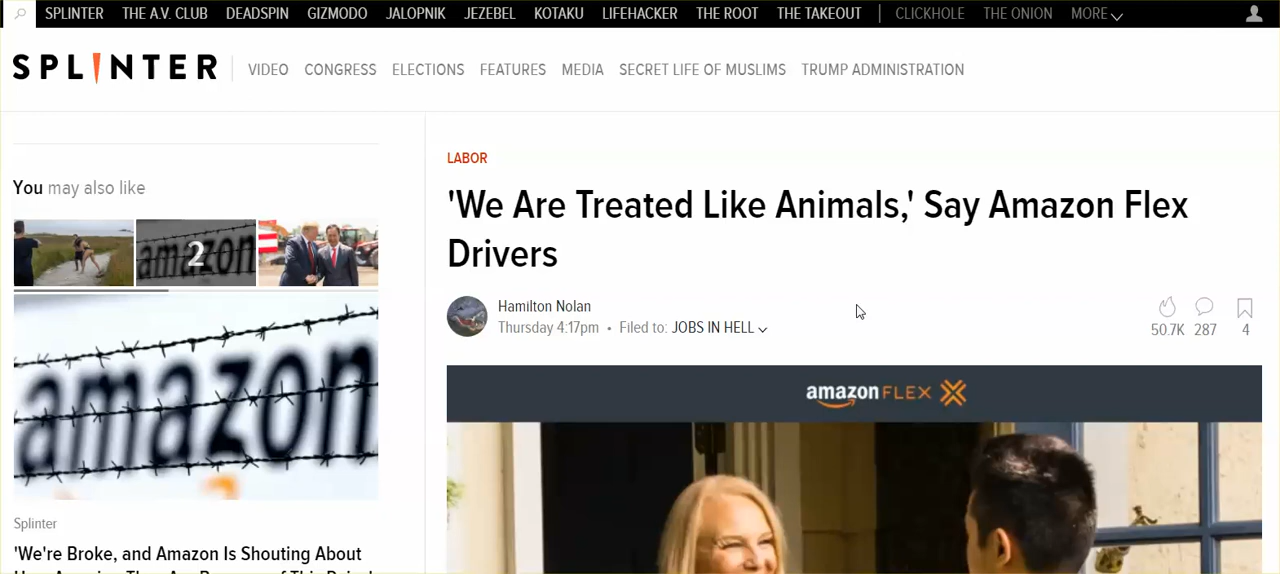 SPLINTER THE A.V. CLUB DEADSPIN GIZMODO JALOPNIK JEZEBEL KOTAKU LIFEHACKER THE ROOT THE TAKEOUT CLICKHOLE THE ONION MORE
SPLINTER VIDEO CONGRESS ELECTIONS FEATURES MEDIA SECRET LIFE OF MUSLIMS TRUMP ADMINISTRATION
You may also like
amazon
2
amazon
Splinter
'We're Broke, and Amazon Is Shouting About
LABOR
'We Are Treated Like Animals,' Say Amazon Flex
Drivers
Hamilton Nolan
Thursday 4:17pm • Filed to: JOBS IN HELL
50.7K 287 4
amazon FLEX